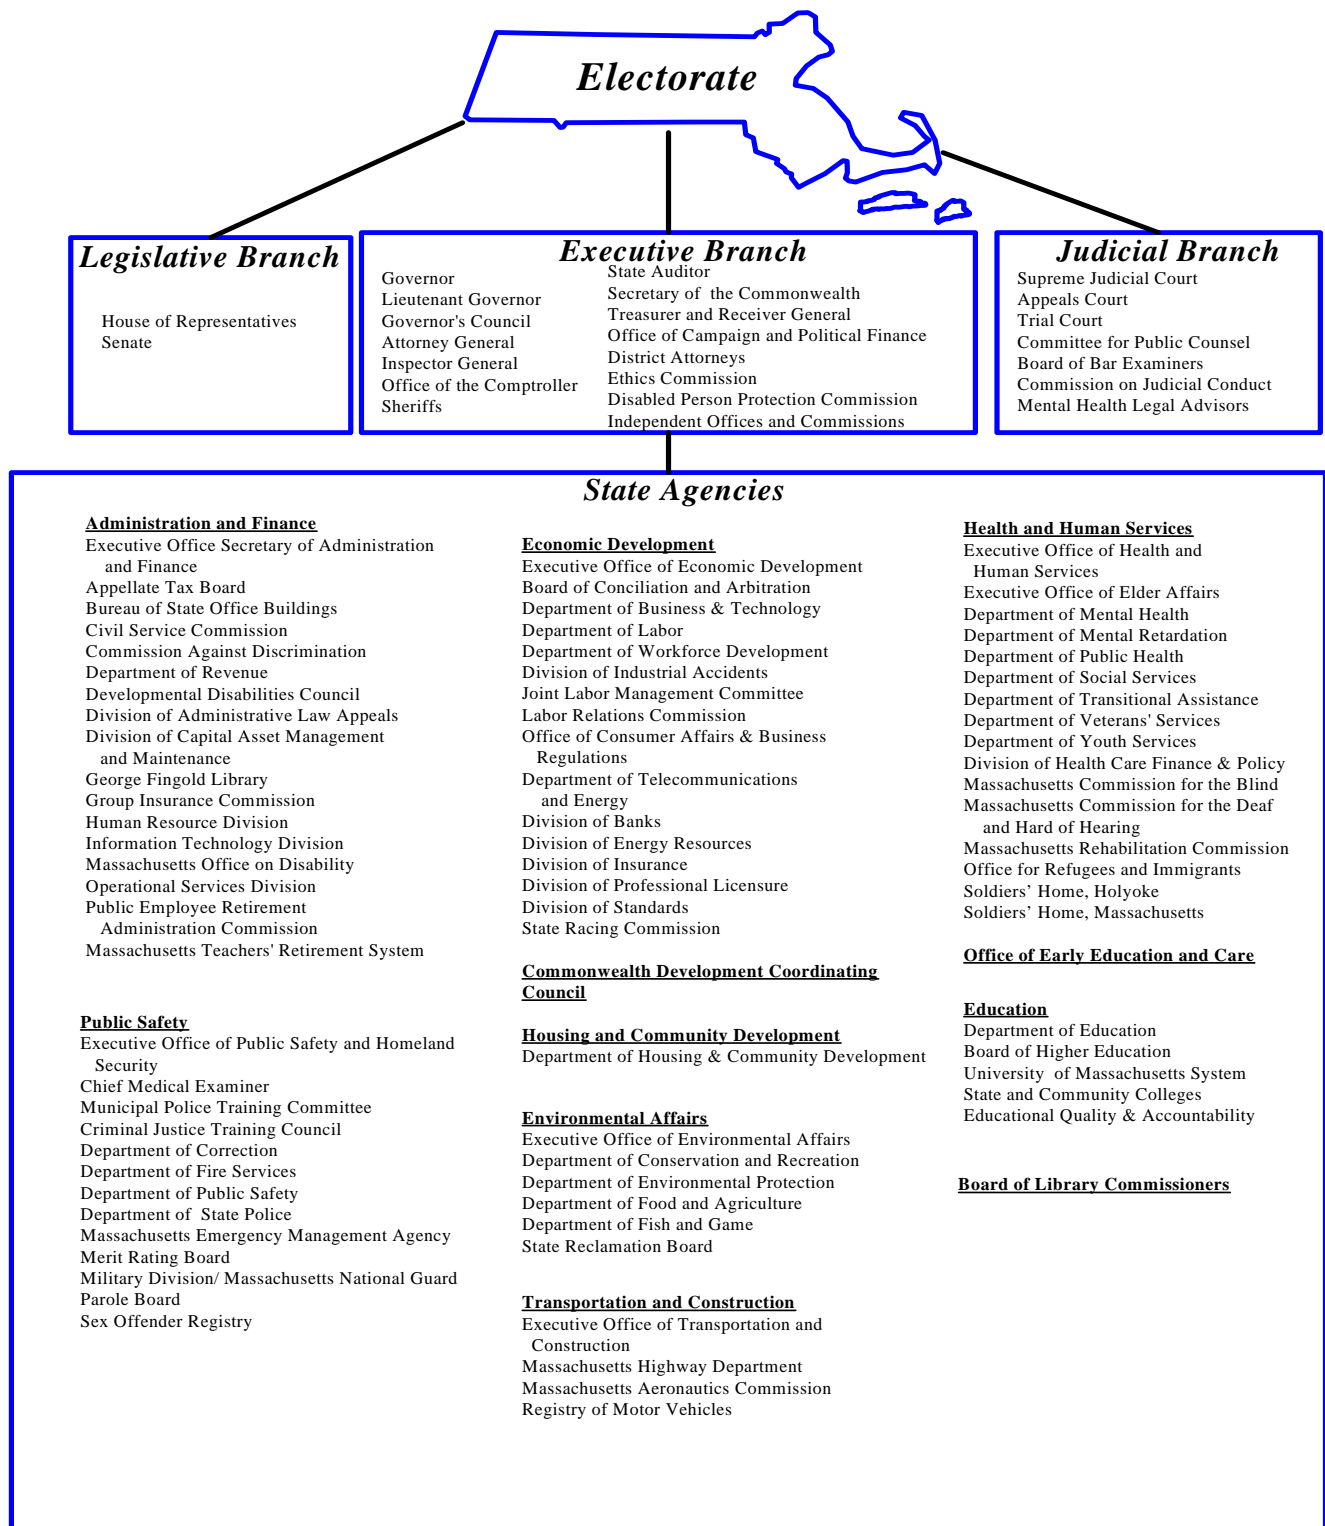 Electorate
Legislative Branch
House of Representatives
Senate
Executive Branch
Governor
Lieutenant Governor
Governor's Council
Attorney General
Inspector General
Office of the Comptroller
Sheriffs
State Auditor
Secretary of the Commonwealth
Treasurer and Receiver General
Office of Campaign and Political Finance
District Attorneys
Ethics Commission
Disabled Person Protection Commission
Independent Offices and Commissions
Judicial Branch
Supreme Judicial Court
Appeals Court
Trial Court
Committee for Public Counsel
Board of Bar Examiners
Commission on Judicial Conduct
Mental Health Legal Advisors
State Agencies
Administration and Finance
Executive Office Secretary of Administration
and Finance
Appellate Tax Board
Bureau of State Office Buildings
Civil Service Commission
Commission Against Discrimination
Department of Revenue
Developmental Disabilities Council
Division of Administrative Law Appeals
Division of Capital Asset Management
and Maintenance
George Fingold Library
Group Insurance Commission
Human Resource Division
Information Technology Division
Massachusetts Office on Disability
Operational Services Division
Public Employee Retirement
Administration Commission
Massachusetts Teachers' Retirement System
Public Safety
Executive Office of Public Safety and Homeland
Security
Chief Medical Examiner
Municipal Police Training Committee
Criminal Justice Training Council
Department of Correction
Department of Fire Services
Department of Public Safety
Department of State Police
Massachusetts Emergency Management Agency
Merit Rating Board
Military Division/ Massachusetts National Guard
Parole Board
Sex Offender Registry
Economic Development
Executive Office of Economic Development
Board of Conciliation and Arbitration
Department of Business & Technology
Department of Labor
Department of Workforce Development
Division of Industrial Accidents
Joint Labor Management Committee
Labor Relations Commission
Office of Consumer Affairs & Business
Regulations
Department of Telecommunications
and Energy
Division of Banks
Division of Energy Resources
Division of Insurance
Division of Professional Licensure
Division of Standards
State Racing Commission
Commonwealth Development Coordinating
Council
Housing and Community Development
Department of Housing & Community Development
Environmental Affairs
Executive Office of Environmental Affairs
Department of Conservation and Recreation
Department of Environmental Protection
Department of Food and Agriculture
Department of Fish and Game
State Reclamation Board
Transportation and Construction
Executive Office of Transportation and
Construction
Massachusetts Highway Department
Massachusetts Aeronautics Commission
Registry of Motor Vehicles
Health and Human Services
Executive Office of Health and
Human Services
Executive Office of Elder Affairs
Department of Mental Health
Department of Mental Retardation
Department of Public Health
Department of Social Services
Department of Transitional Assistance
Department of Veterans' Services
Department of Youth Services
Division of Health Care Finance & Policy
Massachusetts Commission for the Blind
Massachusetts Commission for the Deaf
and Hard of Hearing
Massachusetts Rehabilitation Commission
Office for Refugees and Immigrants
Soldiers’ Home, Holyoke
Soldiers’ Home, Massachusetts
Office of Early Education and Care
Education
Department of Education
Board of Higher Education
University of Massachusetts System
State and Community Colleges
Educational Quality & Accountability
Board of Library Commissioners